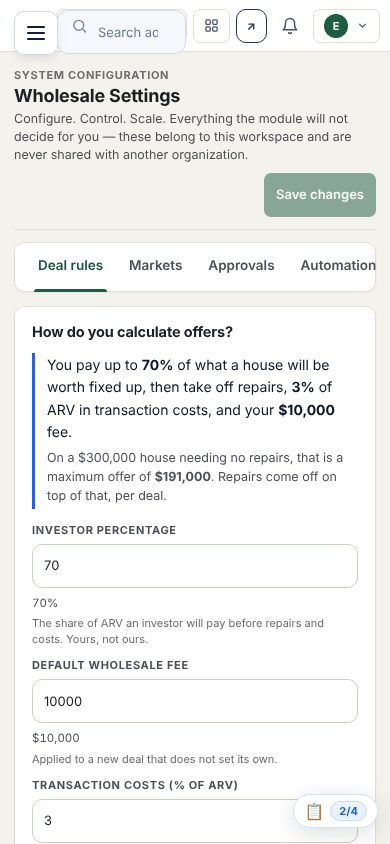 Search ad
E
SYSTEM CONFIGURATION
Wholesale Settings
Configure. Control. Scale. Everything the module will not
decide for you — these belong to this workspace and are
never shared with another organization.
Save changes
Deal rules Markets Approvals Automation
How do you calculate offers?
You pay up to 70% of what a house will be
worth fixed up, then take off repairs, 3% of
ARV in transaction costs, and your $10,000
fee.
On a $300,000 house needing no repairs, that is a
maximum offer of $191,000. Repairs come off on
top of that, per deal.
INVESTOR PERCENTAGE
70
70%
The share of ARV an investor will pay before repairs and
costs. Yours, not ours.
DEFAULT WHOLESALE FEE
10000
$10,000
Applied to a new deal that does not set its own.
TRANSACTION COSTS (% OF ARV)
3
2/4